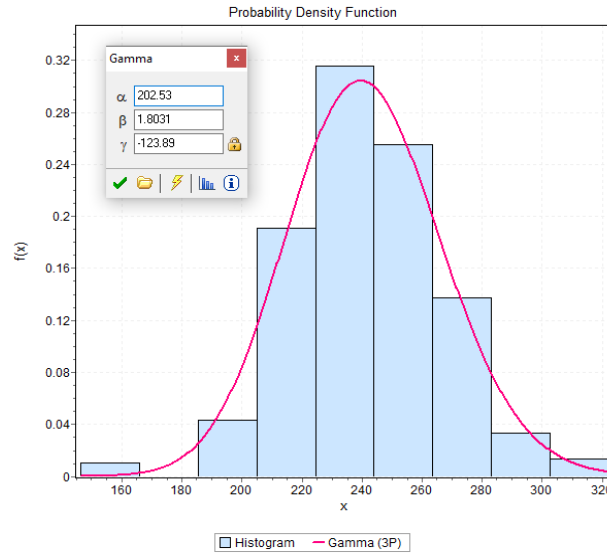 Probability Density Function
Gamma
x
α 202.53
β 1.8031
γ -123.89
0.32
0.28
0.24
0.2
0.16
0.12
0.08
0.04
0
f(x)
160 180 200 220 240 260 280 300 320
x
Histogram Gamma (3P)